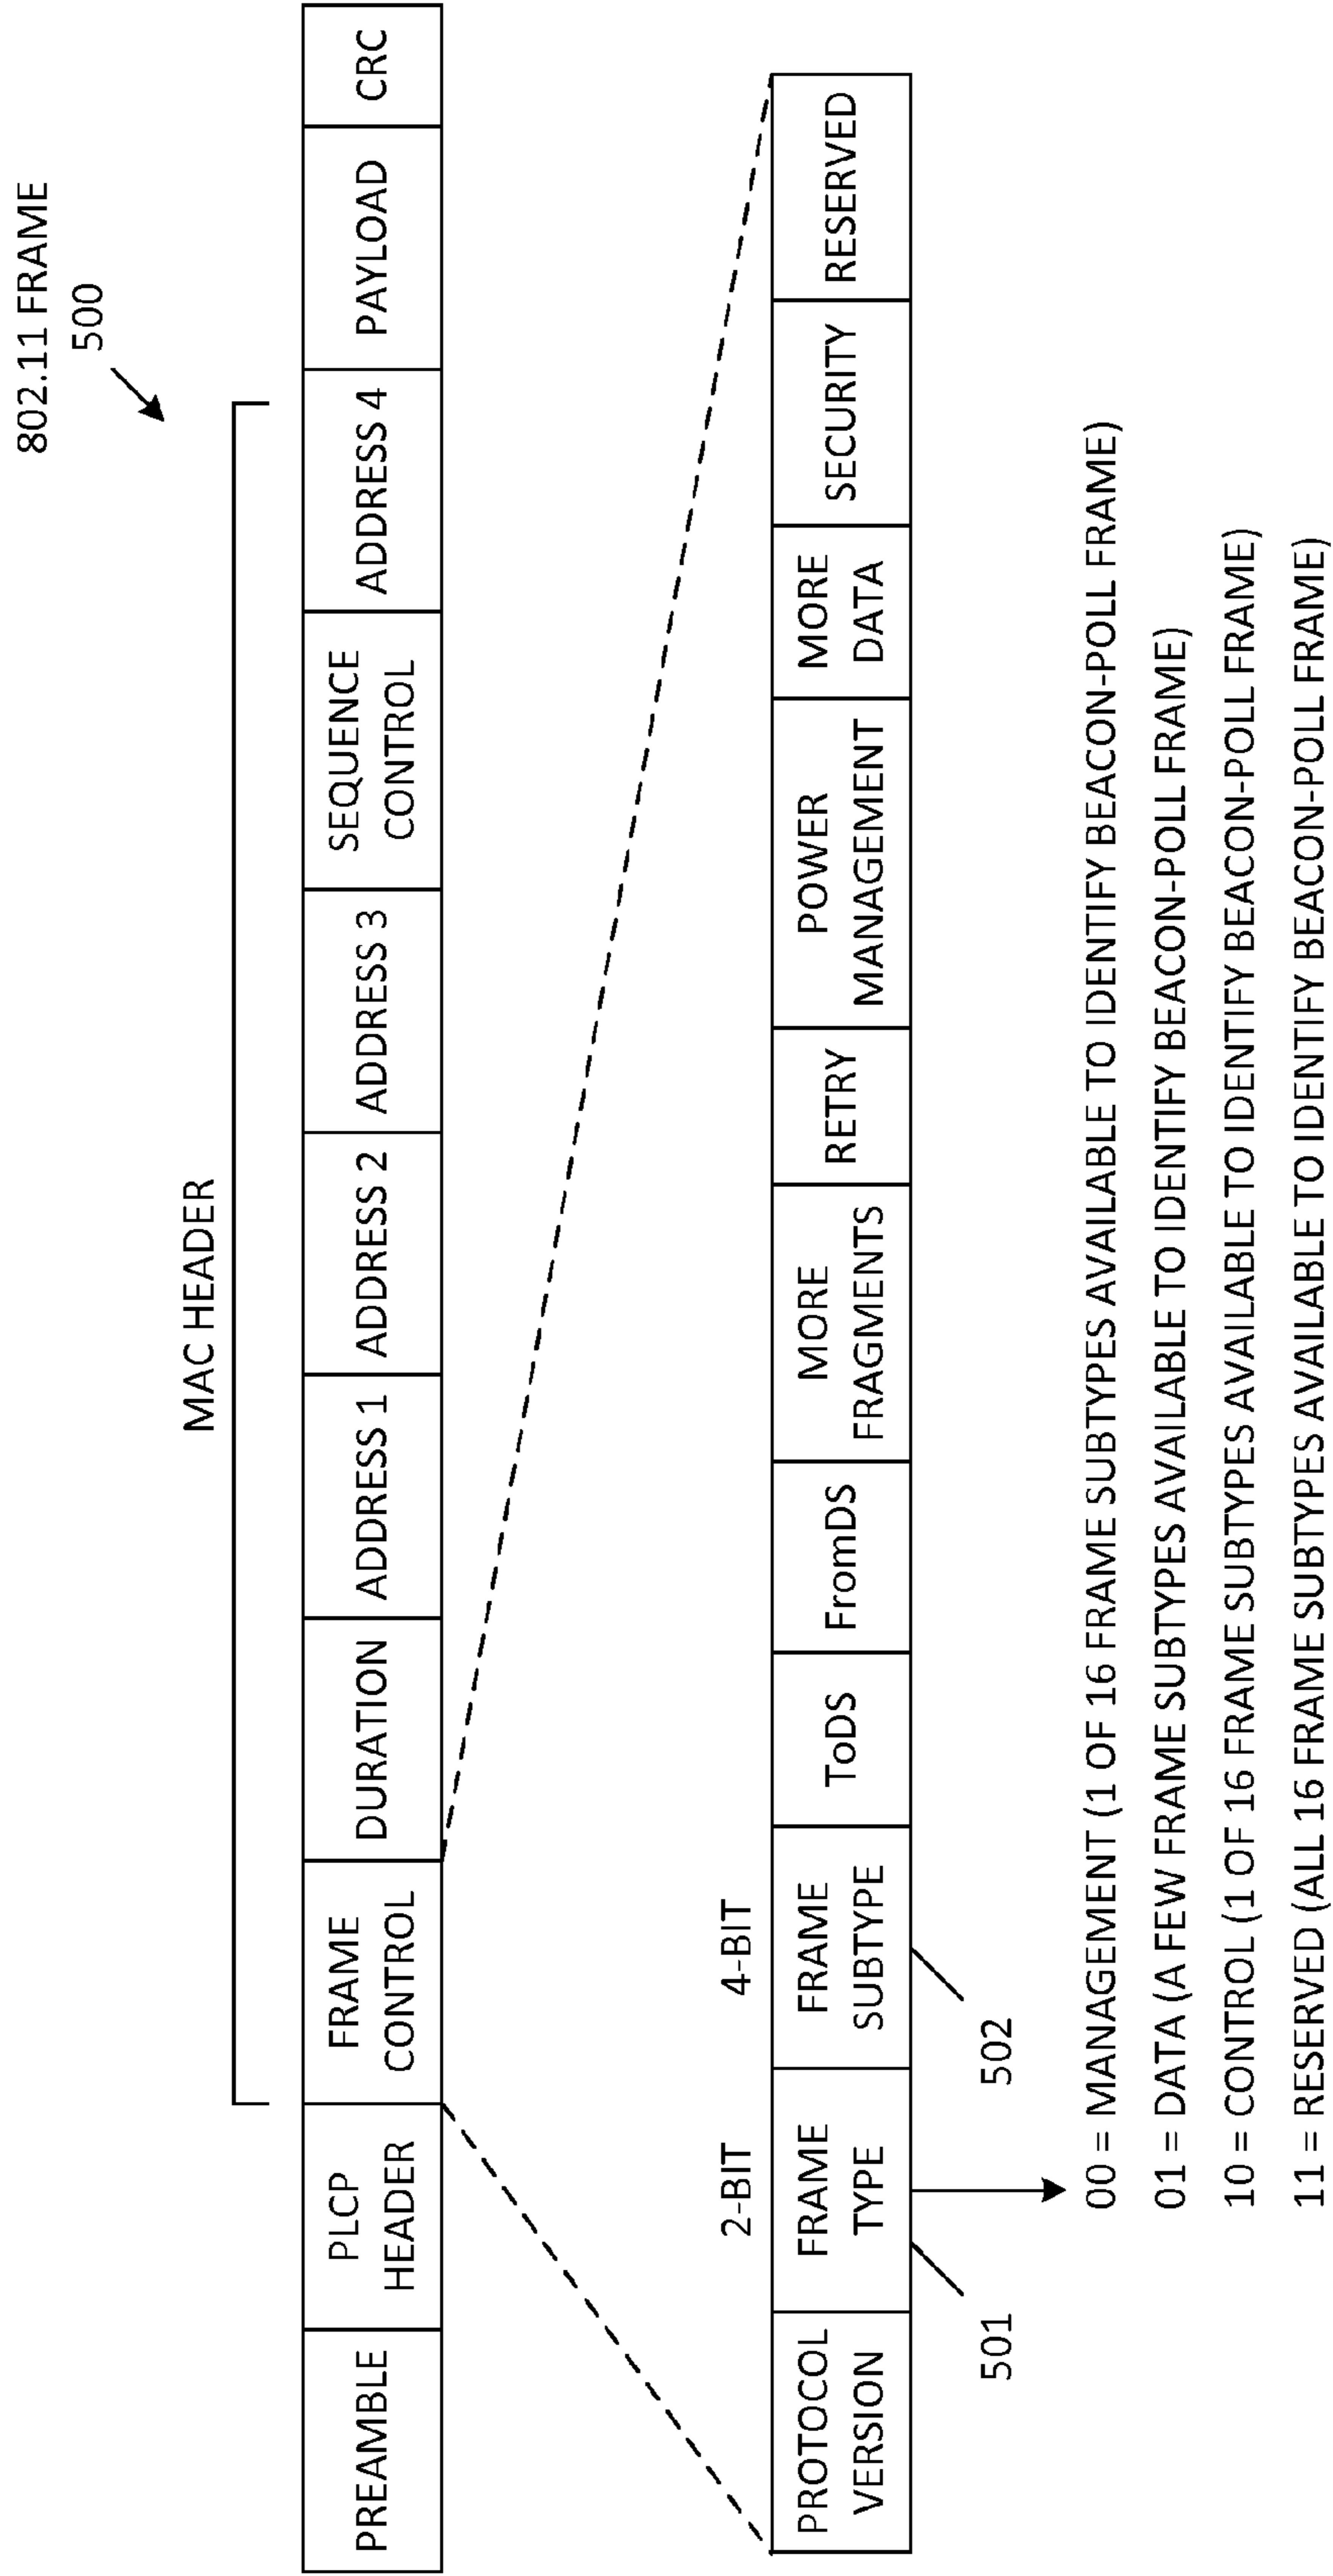 802.11 FRAME
500
MAC HEADER
PREAMBLE
PLCP
HEADER
FRAME
CONTROL
DURATION
ADDRESS 1
ADDRESS 2
ADDRESS 3
SEQUENCE
CONTROL
ADDRESS 4
PAYLOAD
CRC
2-BIT
4-BIT
PROTOCOL
VERSION
FRAME
TYPE
FRAME
SUBTYPE
ToDS
FromDS
MORE
FRAGMENTS
RETRY
POWER
MANAGEMENT
MORE
DATA
SECURITY
RESERVED
501
502
00 = MANAGEMENT (1 OF 16 FRAME SUBTYPES AVAILABLE TO IDENTIFY BEACON-POLL FRAME)
01 = DATA (A FEW FRAME SUBTYPES AVAILABLE TO IDENTIFY BEACON-POLL FRAME)
10 = CONTROL (1 OF 16 FRAME SUBTYPES AVAILABLE TO IDENTIFY BEACON-POLL FRAME)
11 = RESERVED (ALL 16 FRAME SUBTYPES AVAILABLE TO IDENTIFY BEACON-POLL FRAME)